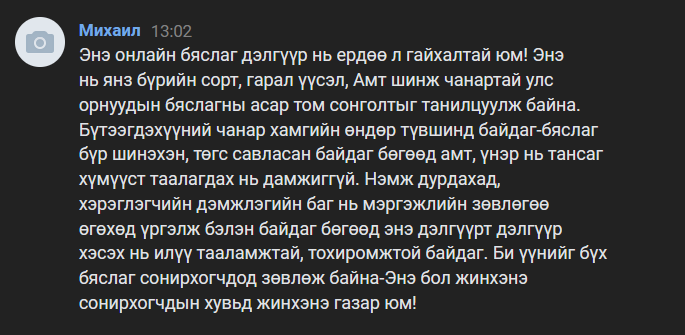 Михаил 13:02
Энэ онлайн бяслаг дэлгүүр нь ердөө л гайхалтай юм! Энэ
нь янз бүрийн сорт, гарал үүсэл, Амт шинж чанартай улс
орнуудын бяслагны асар том сонголтыг танилцуулж байна.
Бүтээгдэхүүний чанар хамгийн өндөр түвшинд байдаг-бяслаг
бүр шинэхэн, төгс савласан байдаг бөгөөд амт, үнэр нь тансаг
хүмүүст таалагдах нь дамжиггүй. Нэмж дурдахад,
хэрэглэгчийн дэмжлэгийн баг нь мэргэжлийн зөвлөгөө
өгөхөд үргэлж бэлэн байдаг бөгөөд энэ дэлгүүрт дэлгүүр
хэсэх нь илүү тааламжтай, тохиромжтой байдаг. Би үүнийг бүх
бяслаг сонирхогчдод зөвлөж байна-Энэ бол жинхэнэ
сонирхогчдын хувьд жинхэнэ газар юм!